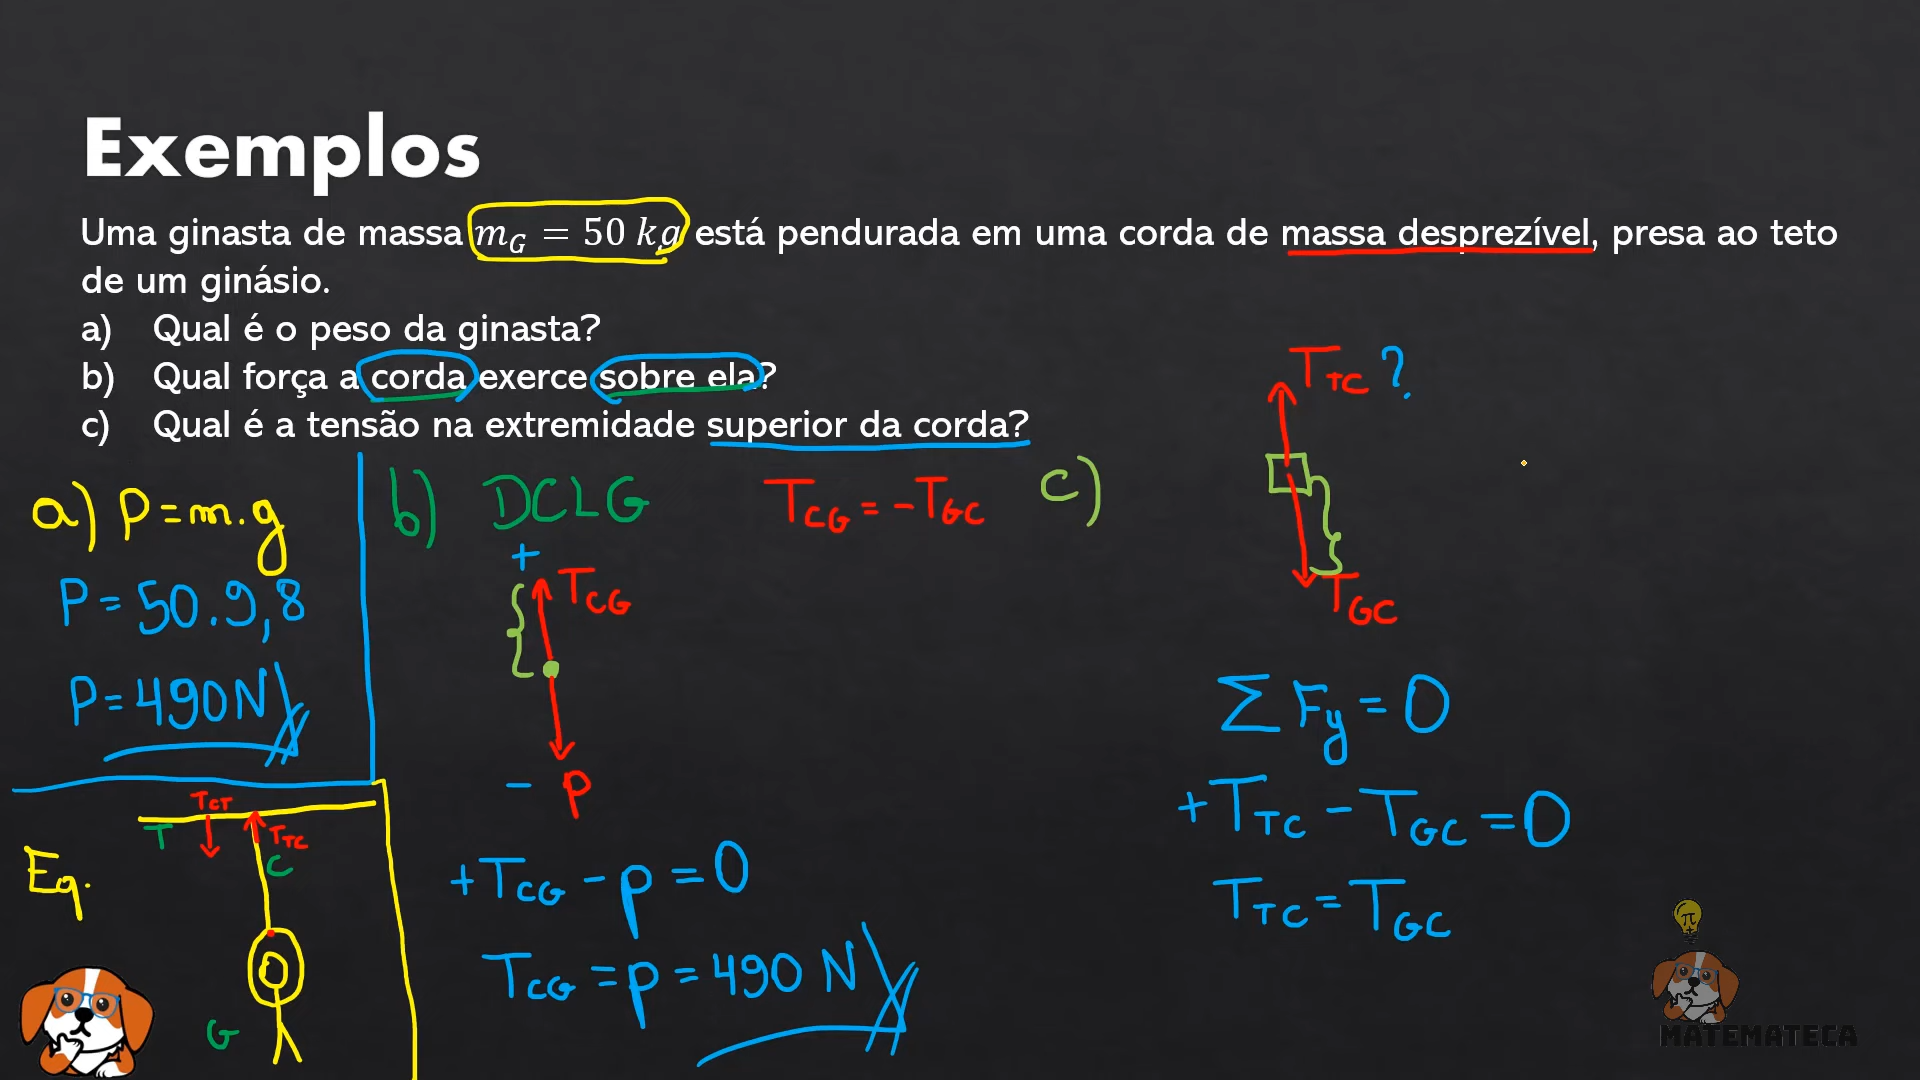 Exemplos
Uma ginasta de massa m_G = 50 kg está pendurada em uma corda de massa desprezível, presa ao teto
de um ginásio.
a) Qual é o peso da ginasta?
b) Qual força a corda exerce sobre ela?
c) Qual é a tensão na extremidade superior da corda?
a) P = m.g
P = 50.9,8
P = 490N
Eq.
T_CT
T
T_TC
C
G
b) DCLG
T_CG = -T_GC
+
T_CG
-
P
+T_CG - P = 0
T_CG = P = 490 N
c)
T_TC ?
T_GC
∑ Fy = 0
+T_TC - T_GC = 0
T_TC = T_GC
π
MATEMATECA